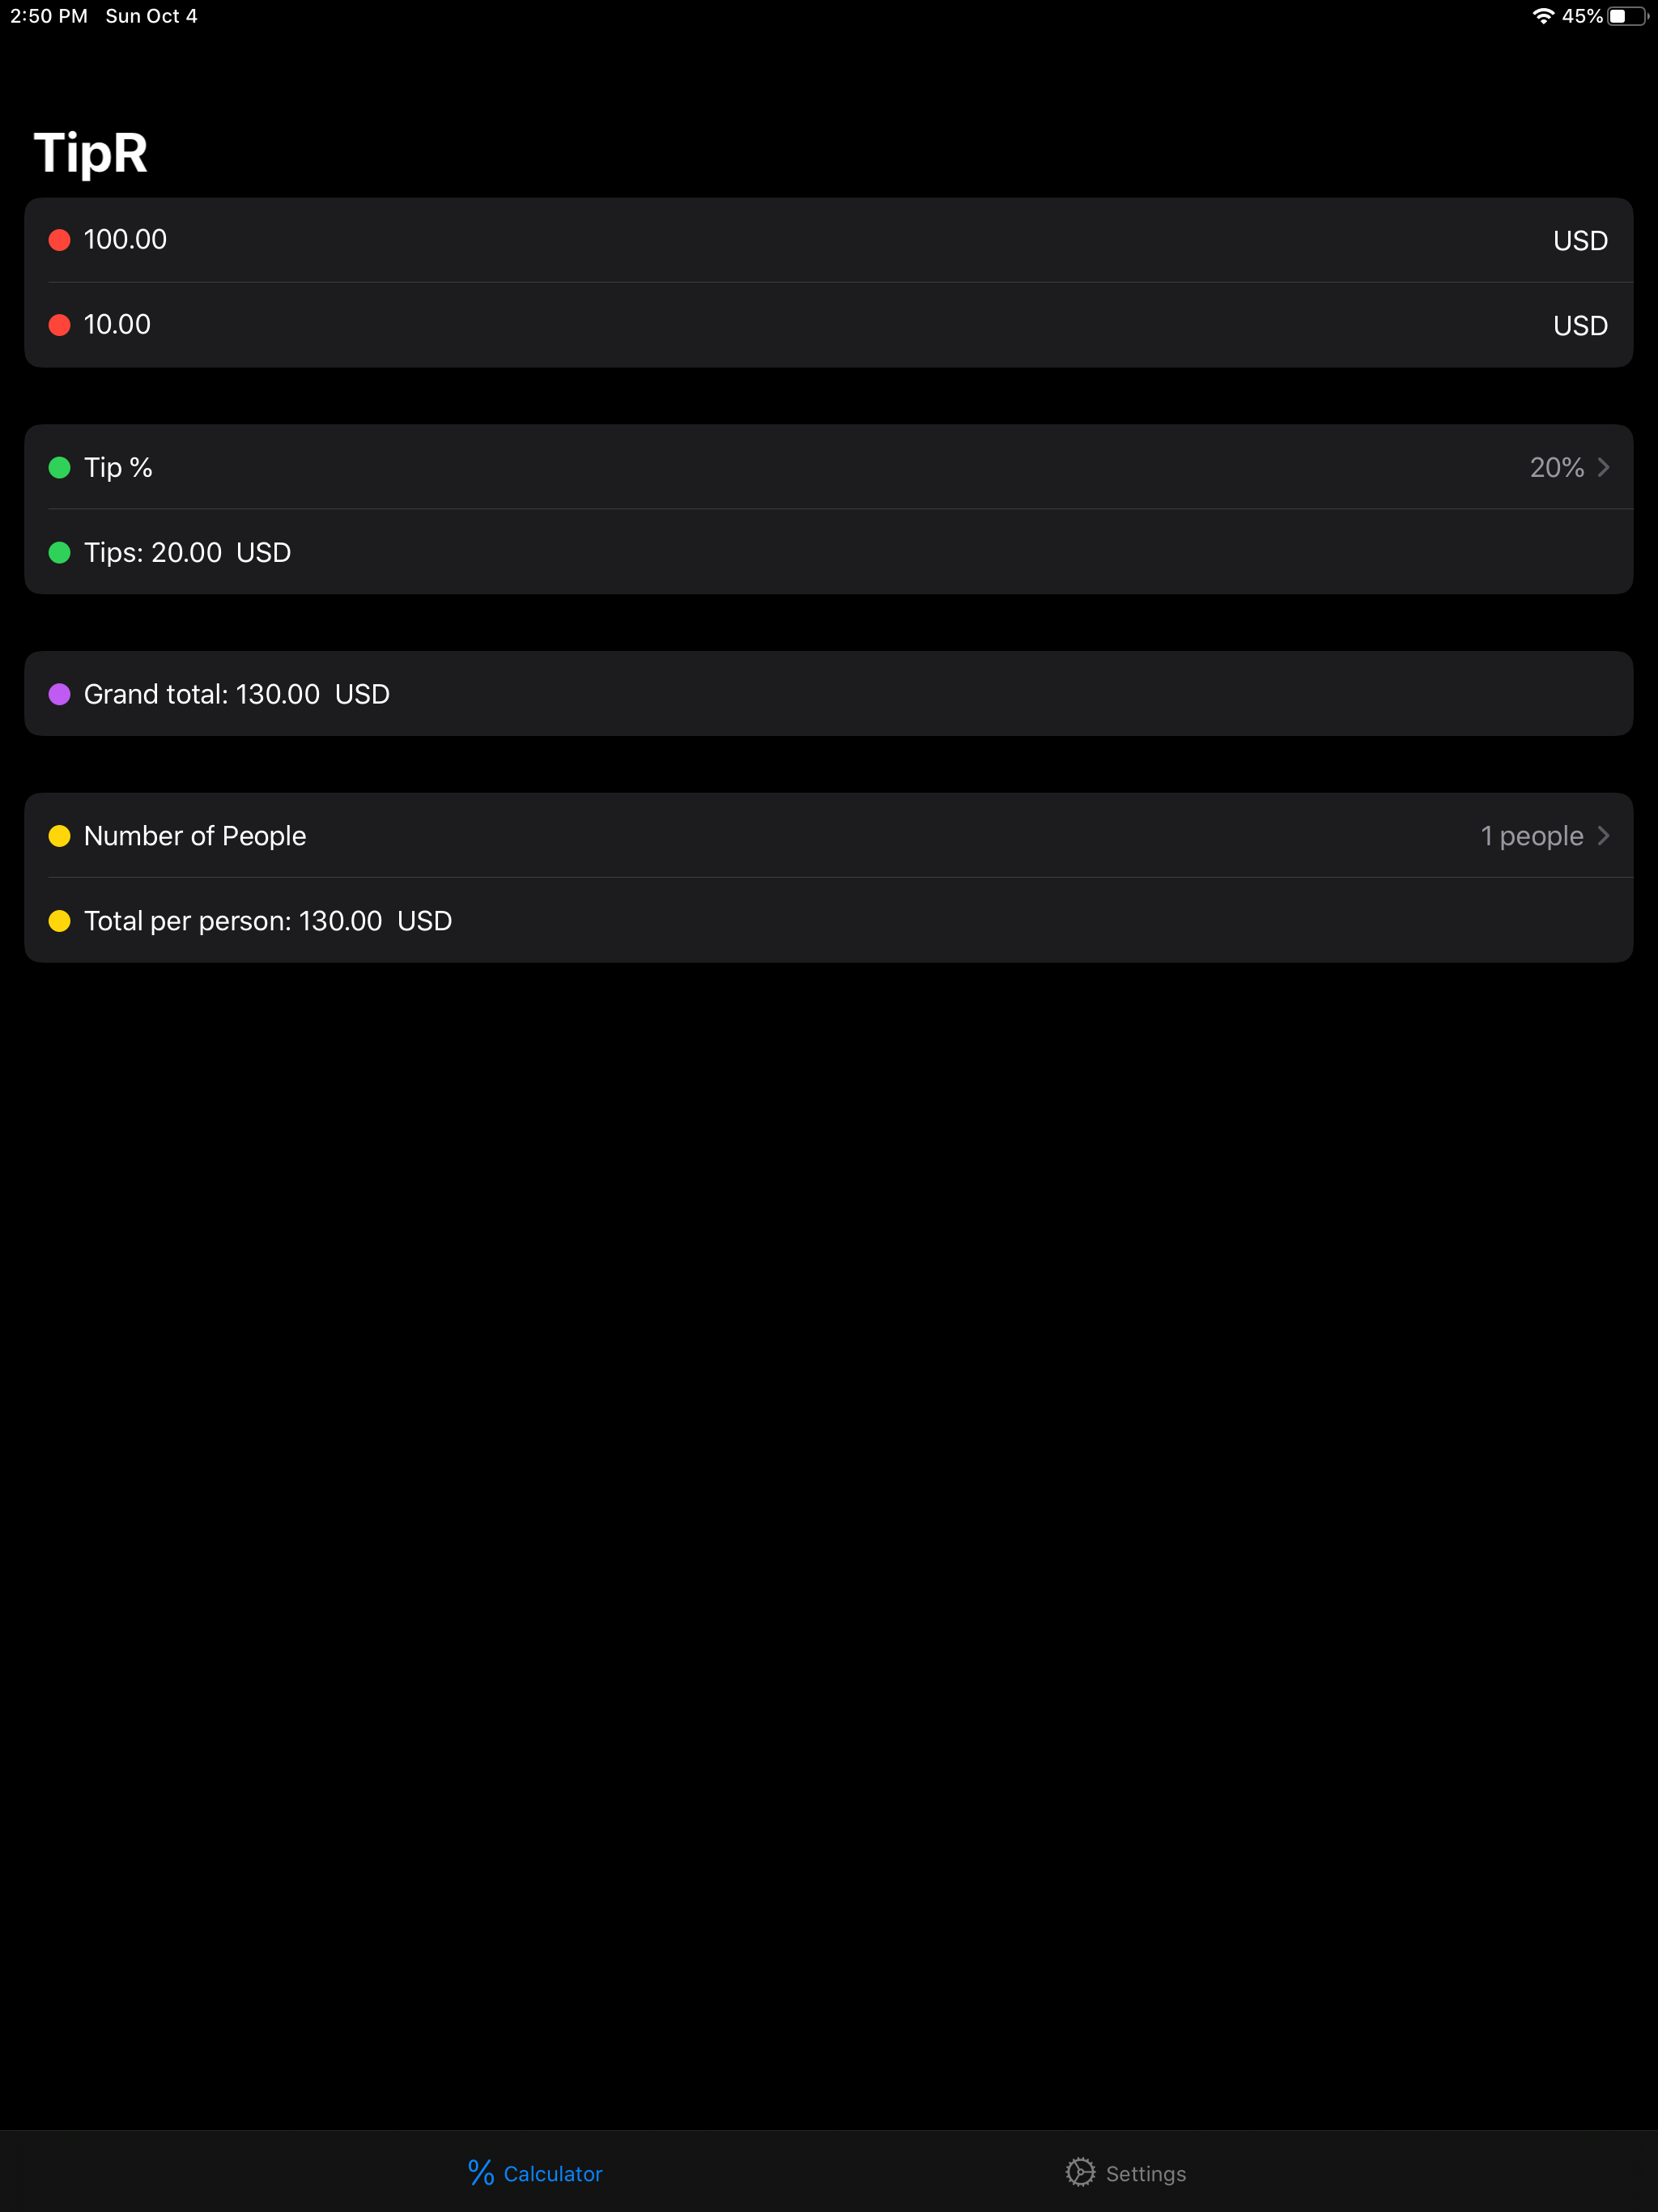 2:50 PM Sun Oct 4 45%
TipR
100.00 USD
10.00 USD
Tip % 20%
Tips: 20.00 USD
Grand total: 130.00 USD
Number of People 1 people
Total per person: 130.00 USD
% Calculator Settings